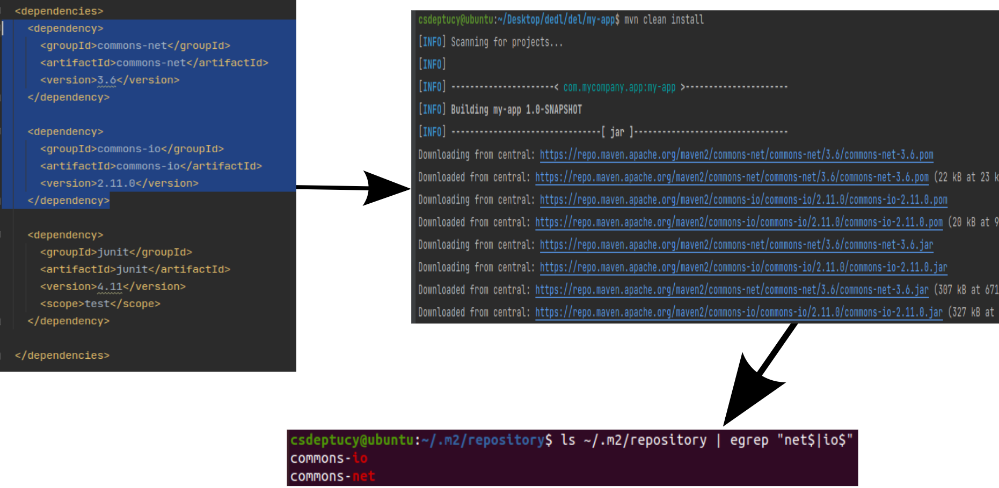 <dependencies>
<dependency>
<groupId>commons-net</groupId>
<artifactId>commons-net</artifactId>
<version>3.6</version>
</dependency>
<dependency>
<groupId>commons-io</groupId>
<artifactId>commons-io</artifactId>
<version>2.11.0</version>
</dependency>
<dependency>
<groupId>junit</groupId>
<artifactId>junit</artifactId>
<version>4.11</version>
<scope>test</scope>
</dependency>
</dependencies>
csdeptucy@ubuntu:~/Desktop/dedl/del/my-app$ mvn clean install
[INFO] Scanning for projects...
[INFO]
[INFO] ----------------------< com.mycompany.app:my-app >----------------------
[INFO] Building my-app 1.0-SNAPSHOT
[INFO] --------------------------------[ jar ]---------------------------------
Downloading from central: https://repo.maven.apache.org/maven2/commons-net/commons-net/3.6/commons-net-3.6.pom
Downloaded from central: https://repo.maven.apache.org/maven2/commons-net/commons-net/3.6/commons-net-3.6.pom (22 kB at 23 k
Downloading from central: https://repo.maven.apache.org/maven2/commons-io/commons-io/2.11.0/commons-io-2.11.0.pom
Downloaded from central: https://repo.maven.apache.org/maven2/commons-io/commons-io/2.11.0/commons-io-2.11.0.pom (20 kB at 9
Downloading from central: https://repo.maven.apache.org/maven2/commons-net/commons-net/3.6/commons-net-3.6.jar
Downloading from central: https://repo.maven.apache.org/maven2/commons-io/commons-io/2.11.0/commons-io-2.11.0.jar
Downloaded from central: https://repo.maven.apache.org/maven2/commons-net/commons-net/3.6/commons-net-3.6.jar (307 kB at 671
Downloaded from central: https://repo.maven.apache.org/maven2/commons-io/commons-io/2.11.0/commons-io-2.11.0.jar (327 kB at
csdeptucy@ubuntu:~/.m2/repository$ ls ~/.m2/repository | egrep "net$|io$"
commons-io
commons-net